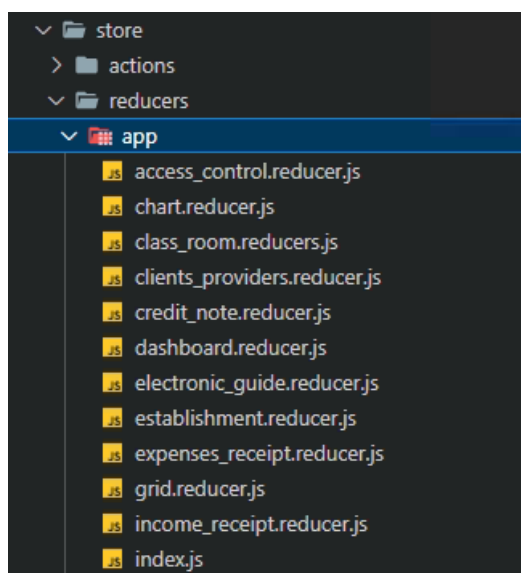 store
actions
reducers
app
JS access_control.reducer.js
JS chart.reducer.js
JS class_room.reducers.js
JS clients_providers.reducer.js
JS credit_note.reducer.js
JS dashboard.reducer.js
JS electronic_guide.reducer.js
JS establishment.reducer.js
JS expenses_receipt.reducer.js
JS grid.reducer.js
JS income_receipt.reducer.js
JS index.js